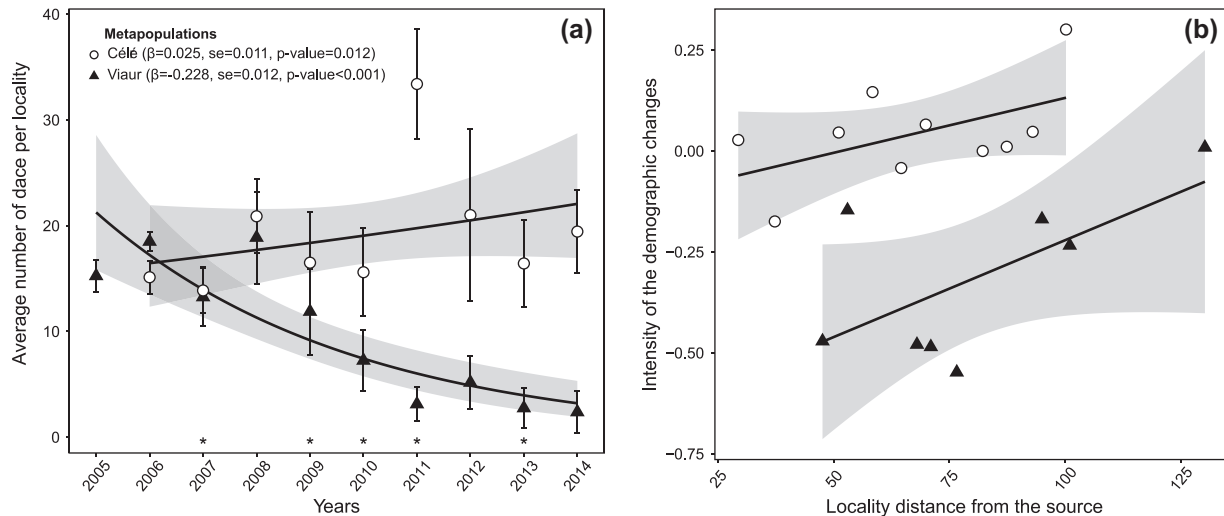 (a)
Metapopulations
Célé (β=0.025, se=0.011, p-value=0.012)
Viaur (β=-0.228, se=0.012, p-value<0.001)
Average number of dace per locality
40
30
20
10
0
* * * * *
2005 2006 2007 2008 2009 2010 2011 2012 2013 2014
Years
(b)
Intensity of the demographic changes
0.25
0.00
−0.25
−0.50
−0.75
25 50 75 100 125
Locality distance from the source